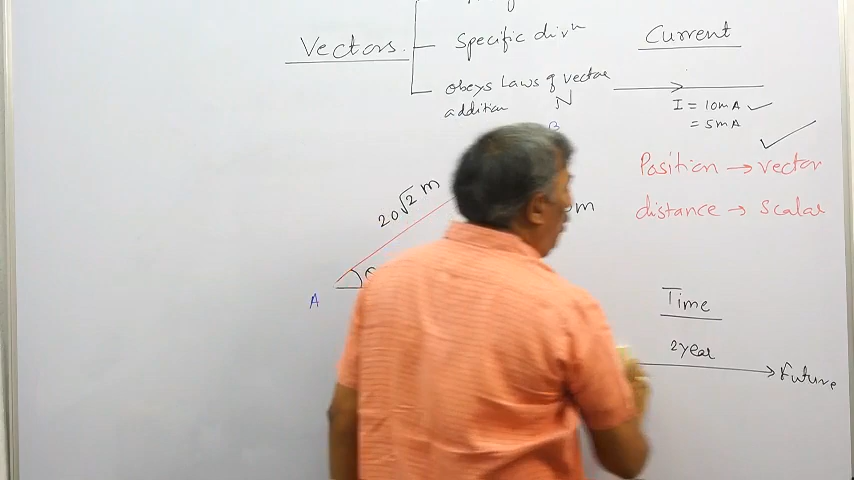 Vectors.
Specific dirⁿ
obeys Laws of vector
addition
N
B
20√2 m
m
A
Current
I = 10mA ✓
= 5mA
Position → vector
distance → scalar
Time
2year
Future